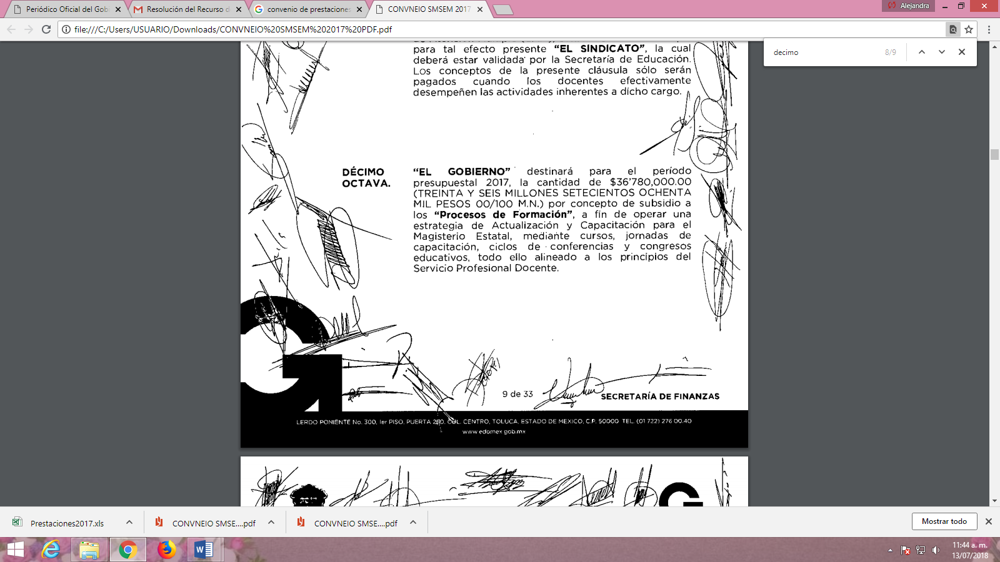 Periódico Oficial del Gob
Resolución del Recurso d
convenio de prestaciones
CONVNEIO SMSEM 2017
Alejandra
file:///C:/Users/USUARIO/Downloads/CONVNEIO%20SMSEM%202017%20PDF.pdf
decimo
8/9
para tal efecto presente “EL SINDICATO”, la cual
deberá estar validada por la Secretaría de Educación.
Los conceptos de la presente cláusula sólo serán
pagados cuando los docentes efectivamente
desempeñen las actividades inherentes a dicho cargo.
DÉCIMO
OCTAVA.
“EL GOBIERNO” destinará para el período
presupuestal 2017, la cantidad de $36’780,000.00
(TREINTA Y SEIS MILLONES SETECIENTOS OCHENTA
MIL PESOS 00/100 M.N.) por concepto de subsidio a
los “Procesos de Formación”, a fin de operar una
estrategia de Actualización y Capacitación para el
Magisterio Estatal, mediante cursos, jornadas de
capacitación, ciclos de conferencias y congresos
educativos, todo ello alineado a los principios del
Servicio Profesional Docente.
9 de 33
SECRETARÍA DE FINANZAS
LERDO PONIENTE No. 300, 1er PISO, PUERTA 210, COL. CENTRO, TOLUCA, ESTADO DE MEXICO, C.P. 50000 TEL. (01 722) 276 00.40
www.edomex.gob.mx
Prestaciones2017.xls
CONVNEIO SMSE....pdf
CONVNEIO SMSE....pdf
Mostrar todo
11:44 a. m.
13/07/2018